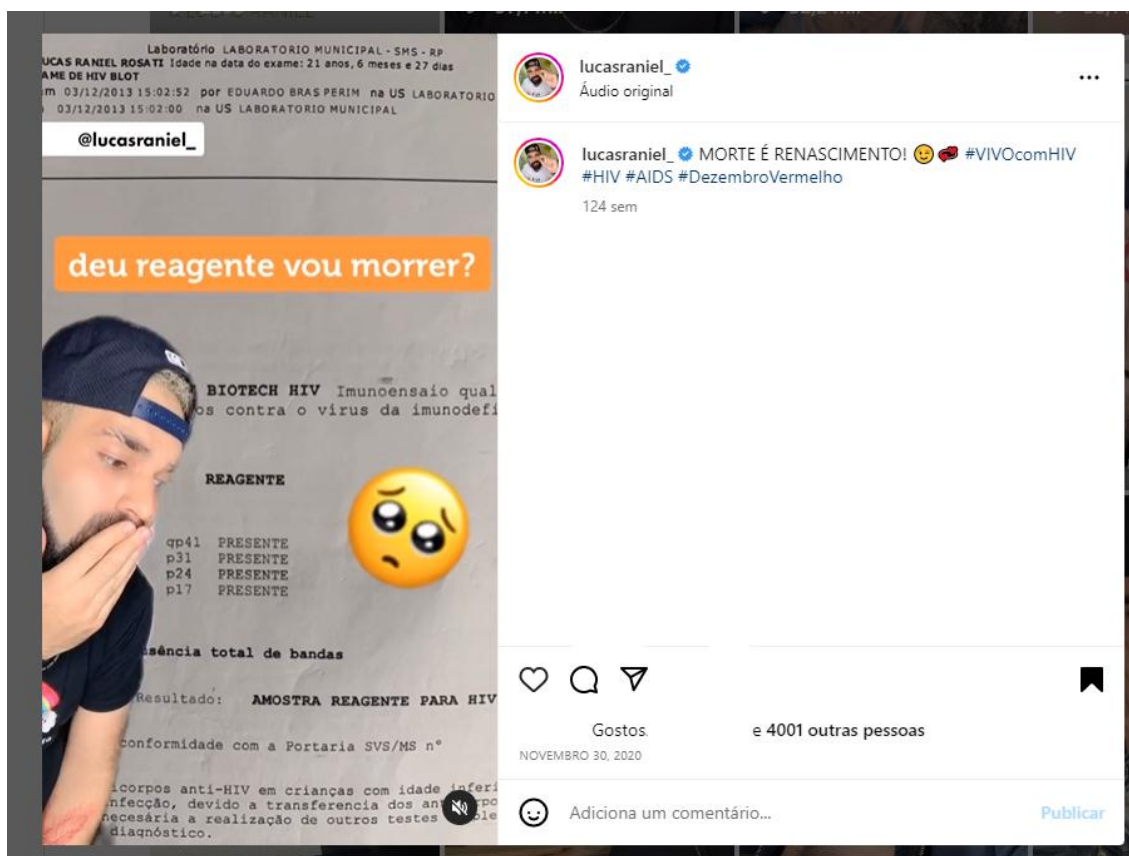 Laboratório LABORATORIO MUNICIPAL - SMS - RP
UCAS RANIEL ROSATI Idade na data do exame: 21 anos, 6 meses e 27 dias
AME DE HIV BLOT
m 03/12/2013 15:02:52 por EDUARDO BRAS PERIM na US LABORATORIO
03/12/2013 15:02:00 na US LABORATORIO MUNICIPAL
@lucasraniel_
deu reagente vou morrer?
BIOTECH HIV Imunoensaio qual
os contra o virus da imunodefi
REAGENTE
qp41 PRESENTE
p31 PRESENTE
p24 PRESENTE
p17 PRESENTE
sência total de bandas
Resultado: AMOSTRA REAGENTE PARA HIV
conformidade com a Portaria SVS/MS nº
icorpos anti-HIV em crianças com idade inferi
nfecção, devido a transferencia dos an
necesária a realização de outros testes
diagnóstico.
lucasraniel_
Áudio original
lucasraniel_ MORTE É RENASCIMENTO! 😉 #VIVOcomHIV
#HIV #AIDS #DezembroVermelho
124 sem
Gostos. e 4001 outras pessoas
NOVEMBRO 30, 2020
Adiciona um comentário...
Publicar